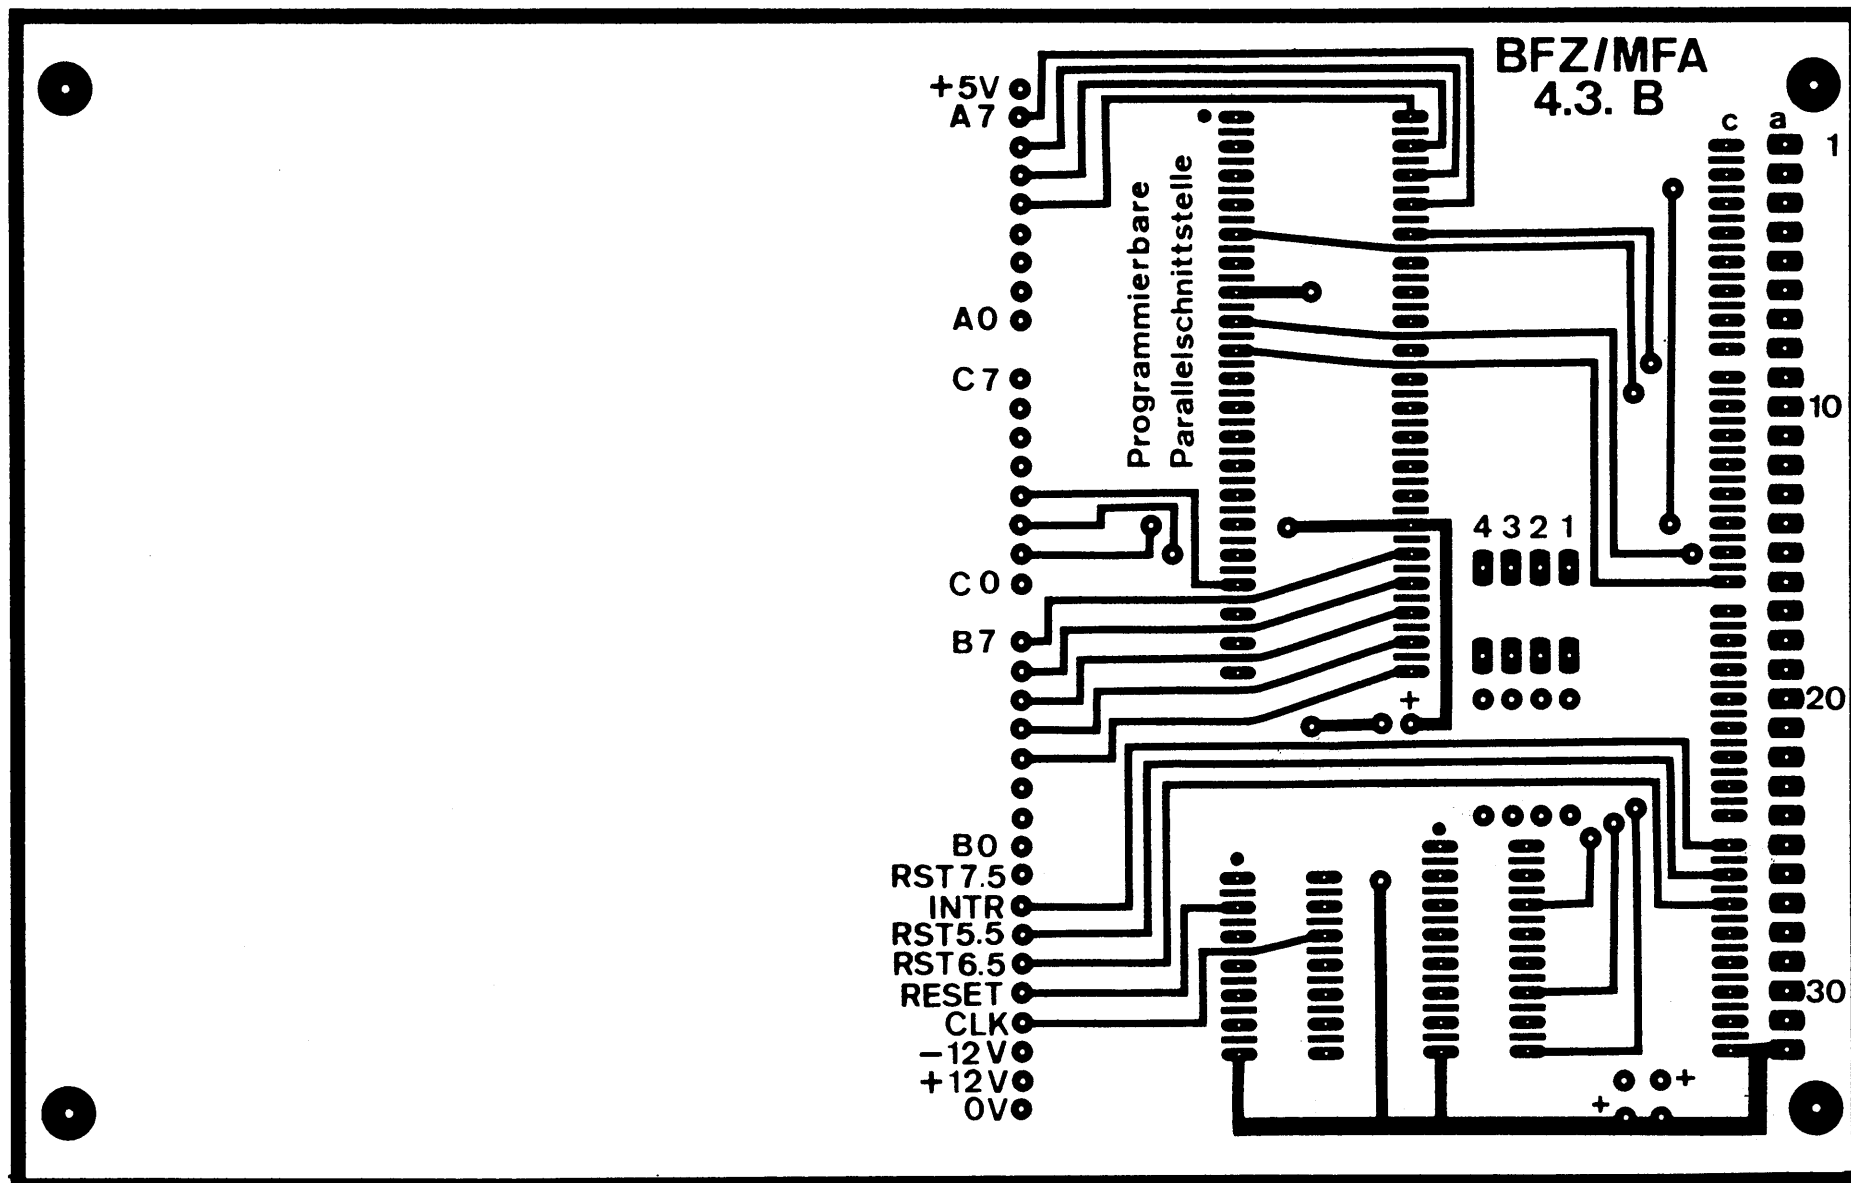 BFZ/MFA
4.3. B
+5V
A7
A0
C7
C0
B7
B0
RST7.5
INTR
RST5.5
RST6.5
RESET
CLK
-12V
+12V
0V
Programmierbare
Parallelschnittstelle
4 3 2 1
+
+
+
c a
1
10
20
30